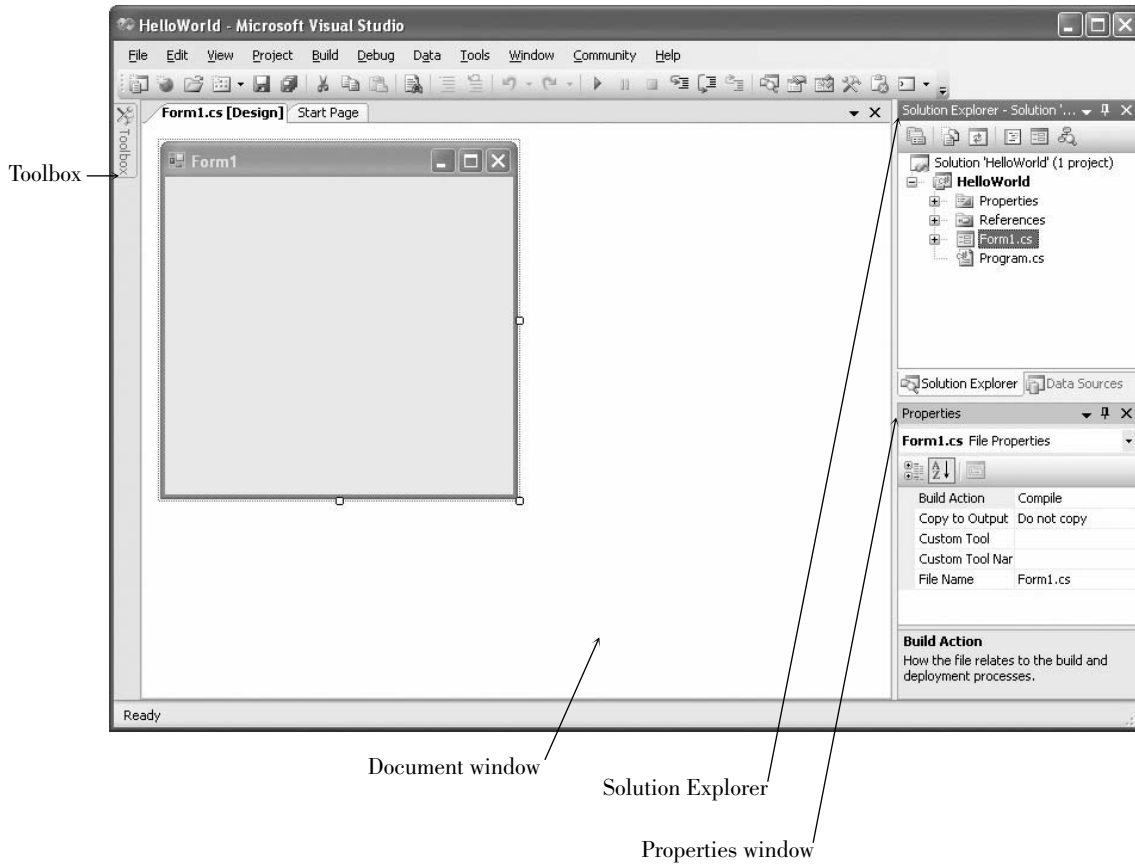 HelloWorld - Microsoft Visual Studio
File Edit View Project Build Debug Data Tools Window Community Help
Form1.cs [Design] Start Page
Toolbox
Form1
Solution Explorer - Solution '...
Solution 'HelloWorld' (1 project)
HelloWorld
Properties
References
Form1.cs
Program.cs
Solution Explorer Data Sources
Properties
Form1.cs File Properties
Build Action Compile
Copy to Output Do not copy
Custom Tool
Custom Tool Nar
File Name Form1.cs
Build Action
How the file relates to the build and
deployment processes.
Ready
Toolbox
Document window
Solution Explorer
Properties window